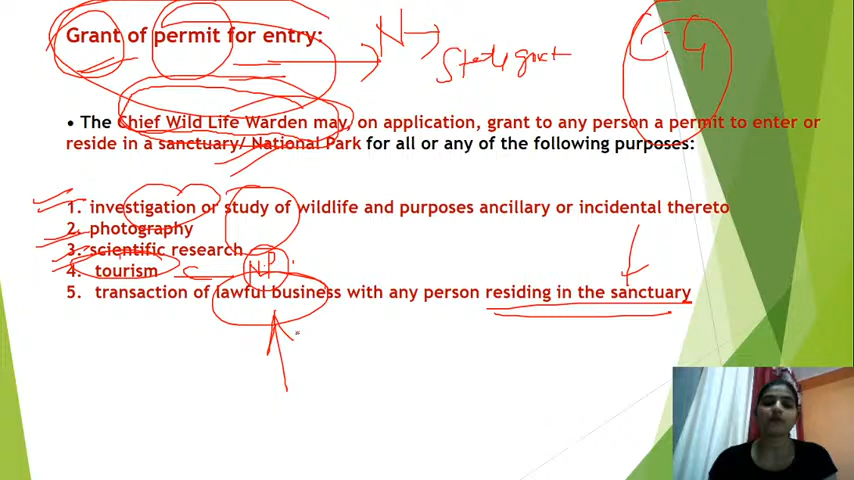 Grant of permit for entry:
N
State govt
• The Chief Wild Life Warden may, on application, grant to any person a permit to enter or
reside in a sanctuary/ National Park for all or any of the following purposes:
1. investigation or study of wildlife and purposes ancillary or incidental thereto
2. photography
3. scientific research
4. tourism
N.P
5. transaction of lawful business with any person residing in the sanctuary